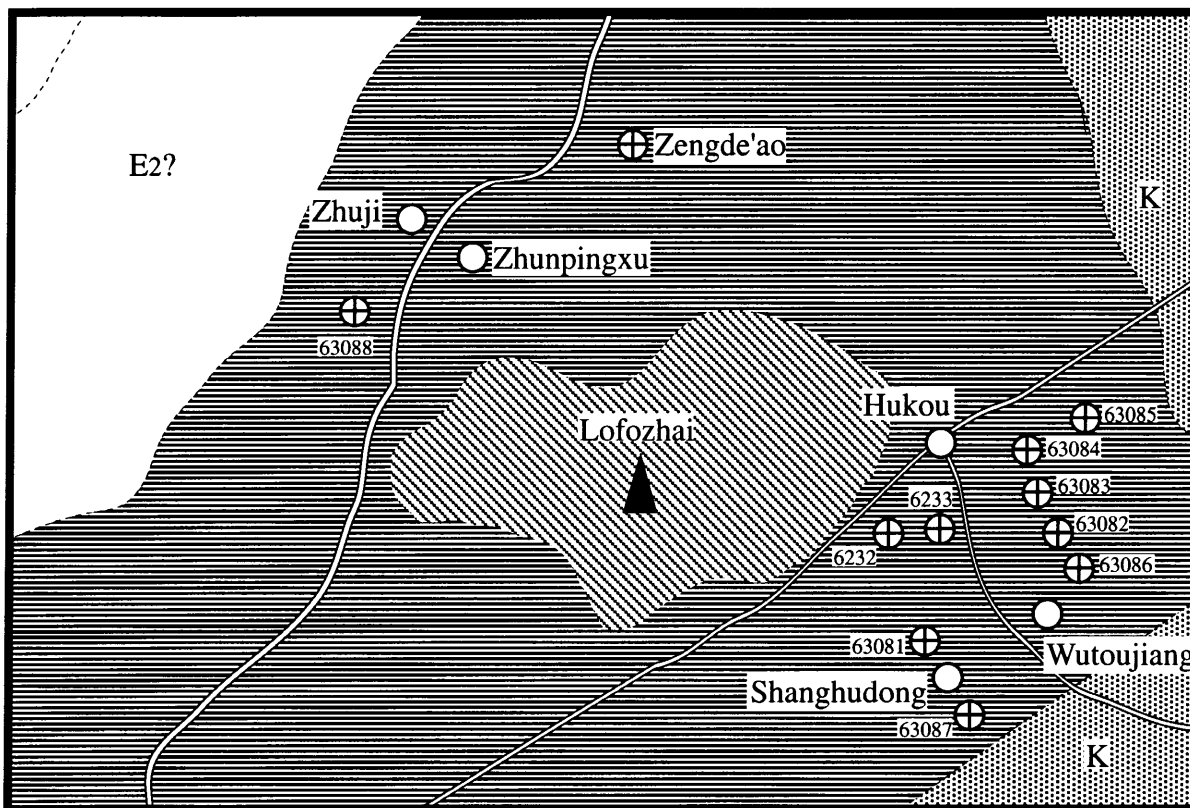 Zengde'ao
E2?
K
Zhuji
Zhunpingxu
63088
Hukou
Lofozhai
63085
63084
63083
6233
63082
6232
63086
63081
Wutoujiang
Shanghudong
63087
K